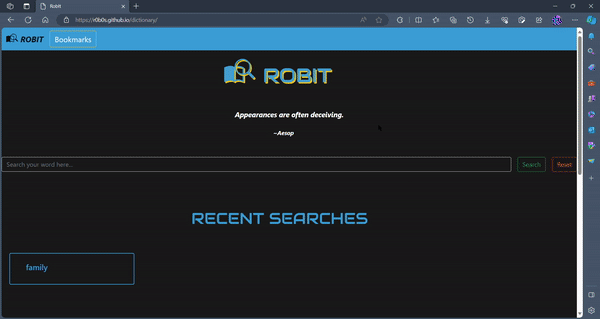 Robit
https://r0b0s.github.io/dictionary/
ROBIT
Bookmarks
ROBIT
Appearances are often deceiving.
~Aesop
Search your word here...
Search
Reset
RECENT SEARCHES
family